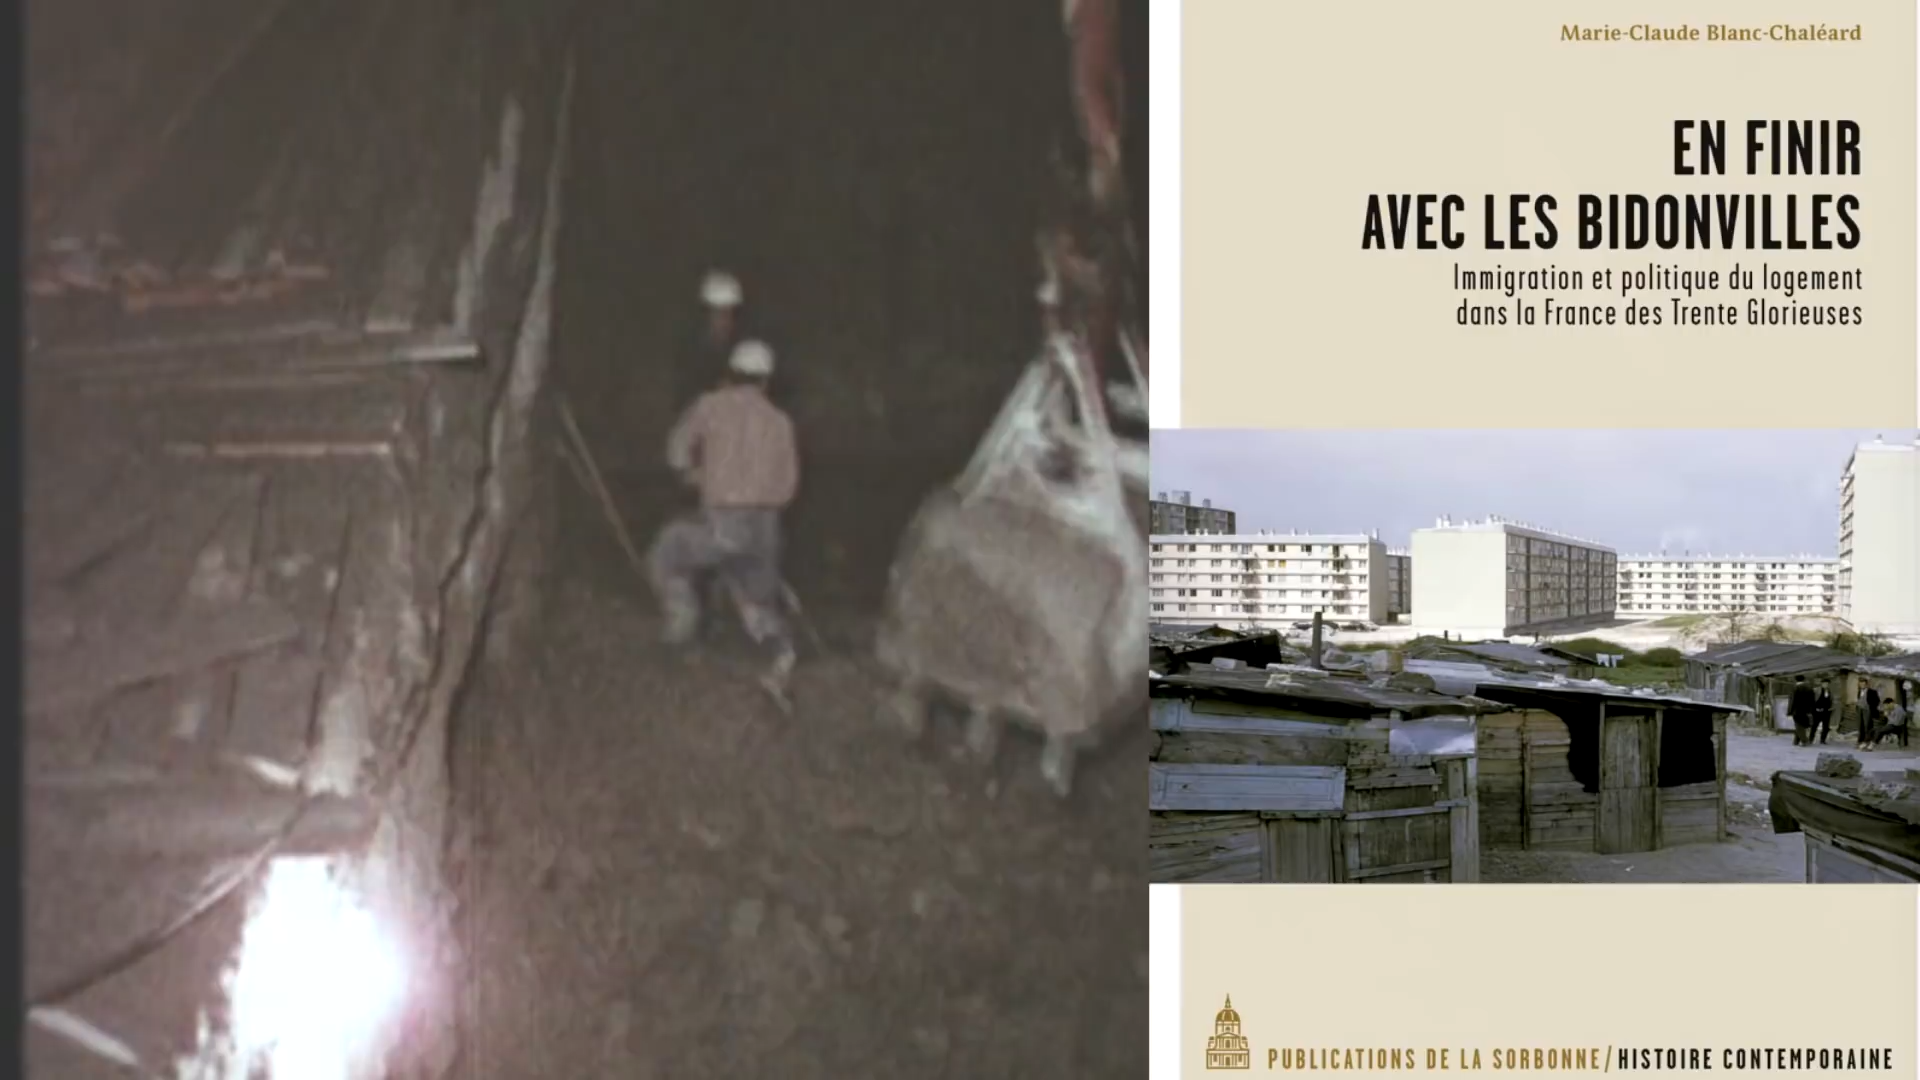 Marie-Claude Blanc-Chaléard
EN FINIR
AVEC LES BIDONVILLES
Immigration et politique du logement
dans la France des Trente Glorieuses
PUBLICATIONS DE LA SORBONNE/HISTOIRE CONTEMPORAINE